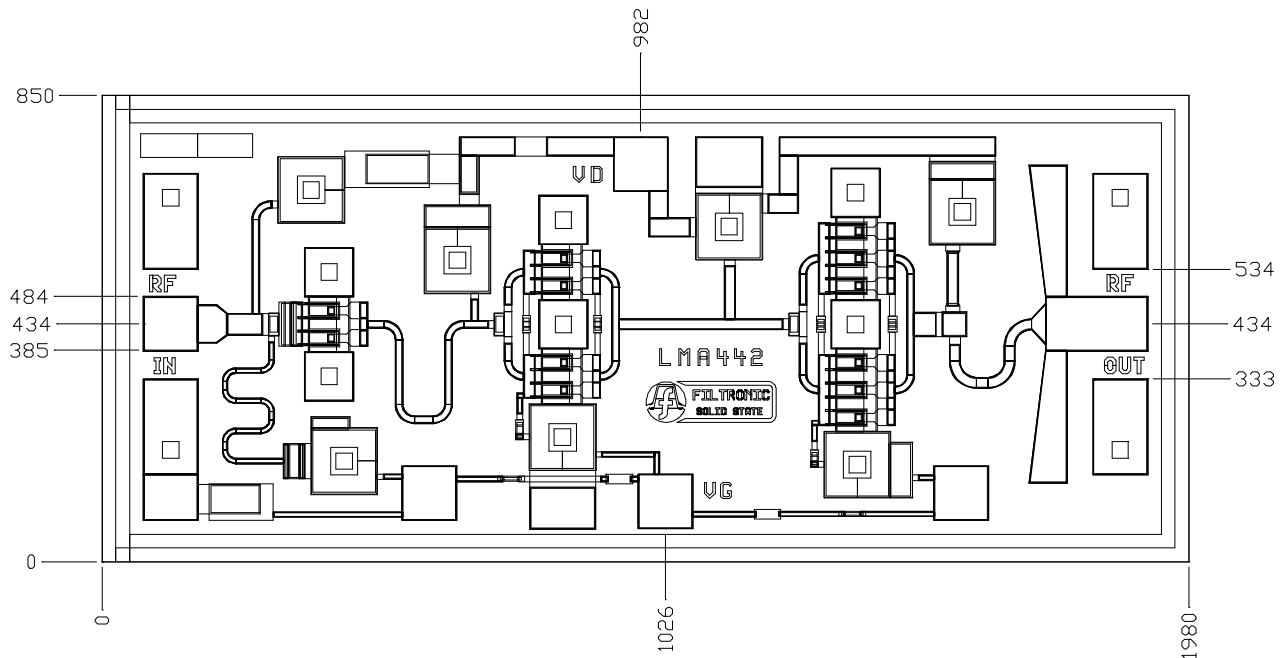 982
850
VD
RF
484
434
385
IN
LMA442
FILTRONIC
SOLID STATE
534
RF
434
OUT
333
VG
0
0
1026
1980